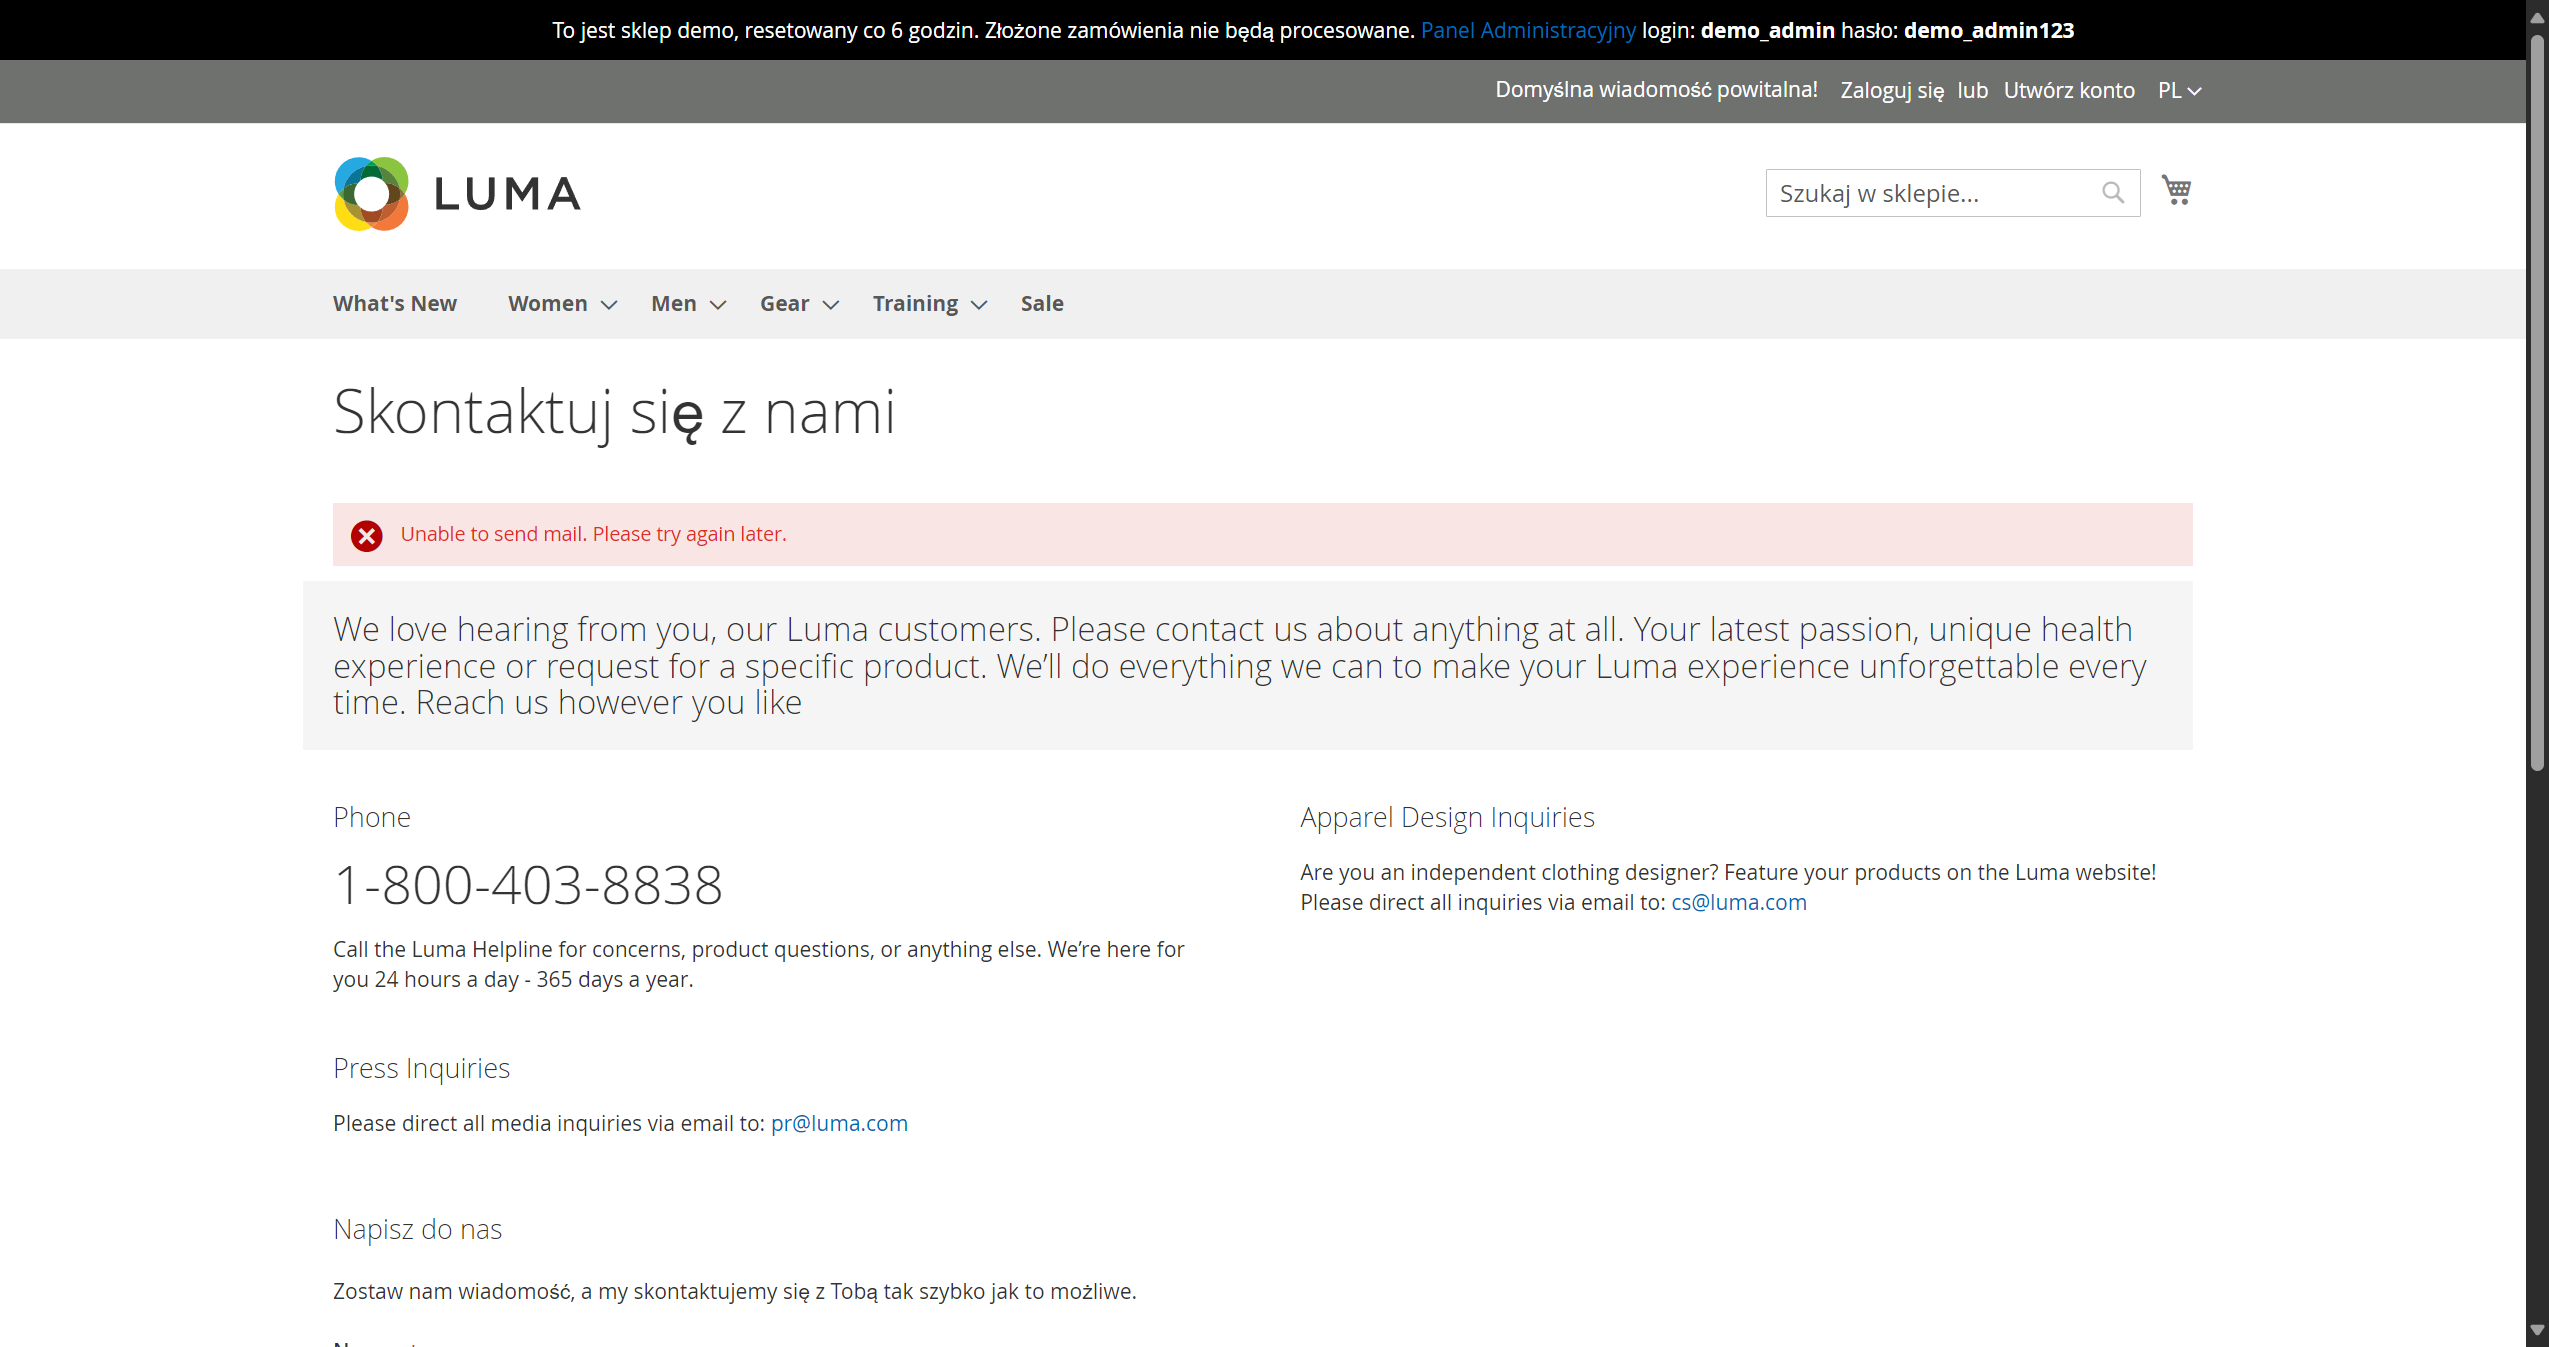 To jest sklep demo, resetowany co 6 godzin. Złożone zamówienia nie będą procesowane. Panel Administracyjny login: demo_admin hasło: demo_admin123
Domyślna wiadomość powitalna! Zaloguj się lub Utwórz konto PL
LUMA
Szukaj w sklepie...
What's New Women Men Gear Training Sale
Skontaktuj się z nami
Unable to send mail. Please try again later.
We love hearing from you, our Luma customers. Please contact us about anything at all. Your latest passion, unique health
experience or request for a specific product. We’ll do everything we can to make your Luma experience unforgettable every
time. Reach us however you like
Phone
1-800-403-8838
Call the Luma Helpline for concerns, product questions, or anything else. We’re here for
you 24 hours a day - 365 days a year.
Apparel Design Inquiries
Are you an independent clothing designer? Feature your products on the Luma website!
Please direct all inquiries via email to: cs@luma.com
Press Inquiries
Please direct all media inquiries via email to: pr@luma.com
Napisz do nas
Zostaw nam wiadomość, a my skontaktujemy się z Tobą tak szybko jak to możliwe.